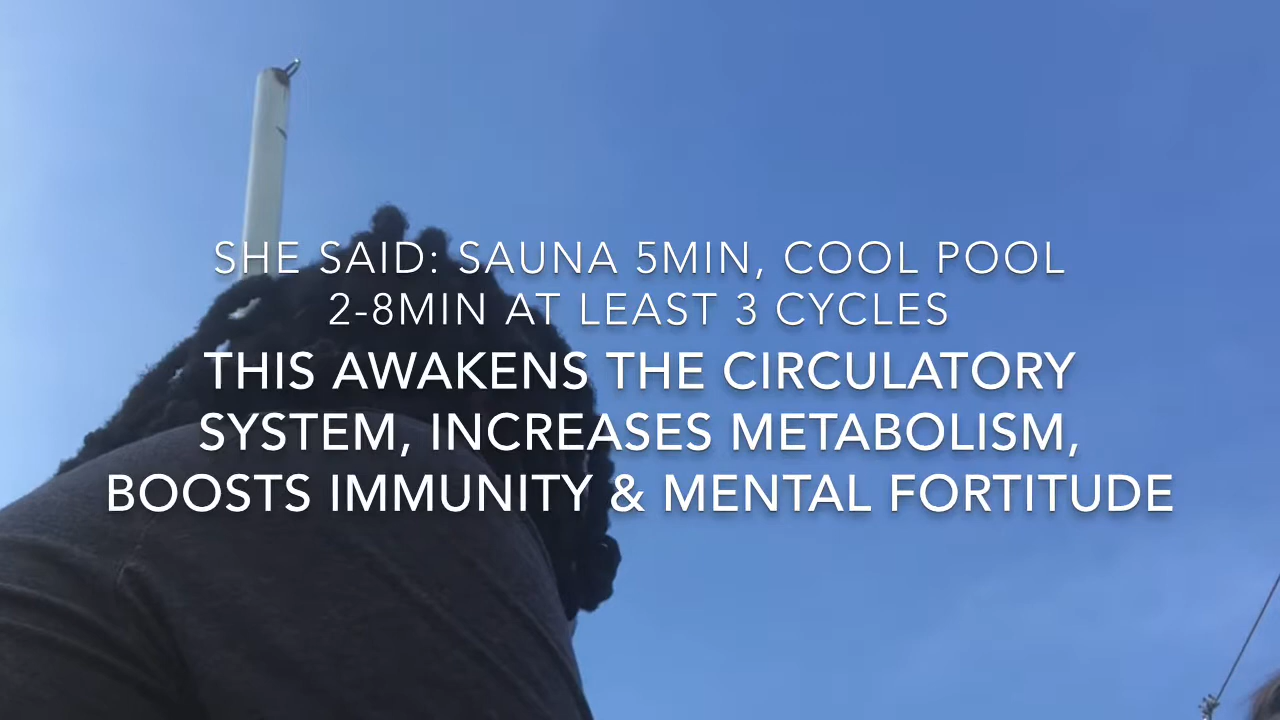 SHE SAID: SAUNA 5MIN, COOL POOL
2-8MIN AT LEAST 3 CYCLES
THIS AWAKENS THE CIRCULATORY
SYSTEM, INCREASES METABOLISM,
BOOSTS IMMUNITY & MENTAL FORTITUDE